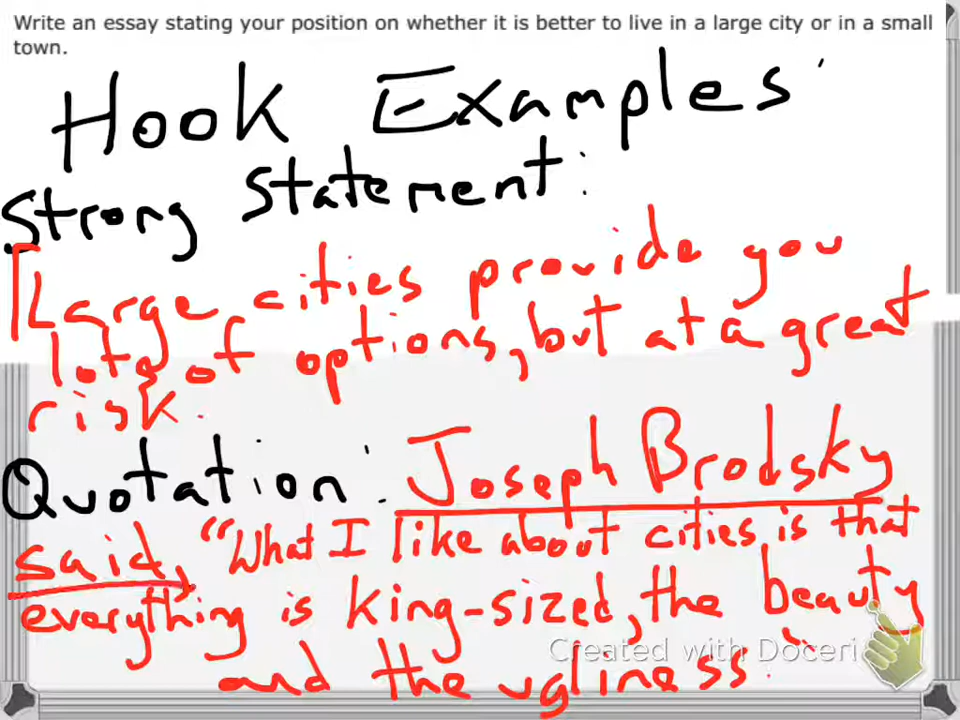 Write an essay stating your position on whether it is better to live in a large city or in a small
town.
Hook Examples:
Strong Statement:
Large cities provide you
lots of options, but at a great
risk.
Quotation: Joseph Brodsky
said, "What I like about cities is that
everything is king-sized, the beauty
and the ugliness."
Created with Doceri